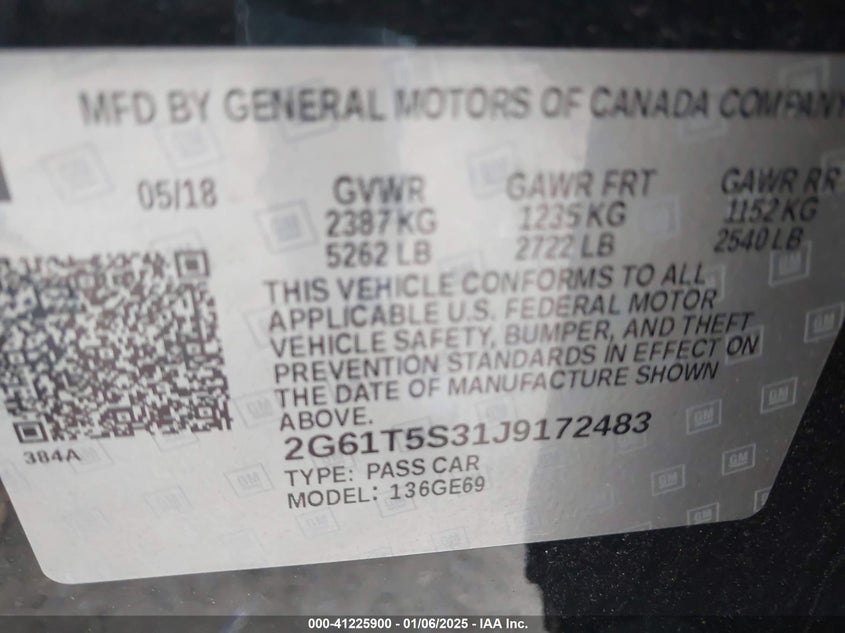 MFD BY GENERAL MOTORS OF CANADA COMPANY
05/18 GVWR GAWR FRT GAWR RR
2387 KG 1235 KG 1152 KG
5262 LB 2722 LB 2540 LB
THIS VEHICLE CONFORMS TO ALL
APPLICABLE U.S. FEDERAL MOTOR
VEHICLE SAFETY, BUMPER, AND THEFT
PREVENTION STANDARDS IN EFFECT ON
THE DATE OF MANUFACTURE SHOWN
ABOVE.
384A
2G61T5S31J9172483
TYPE: PASS CAR
MODEL: 136GE69
GM
000-41225900 - 01/06/2025 - IAA Inc.